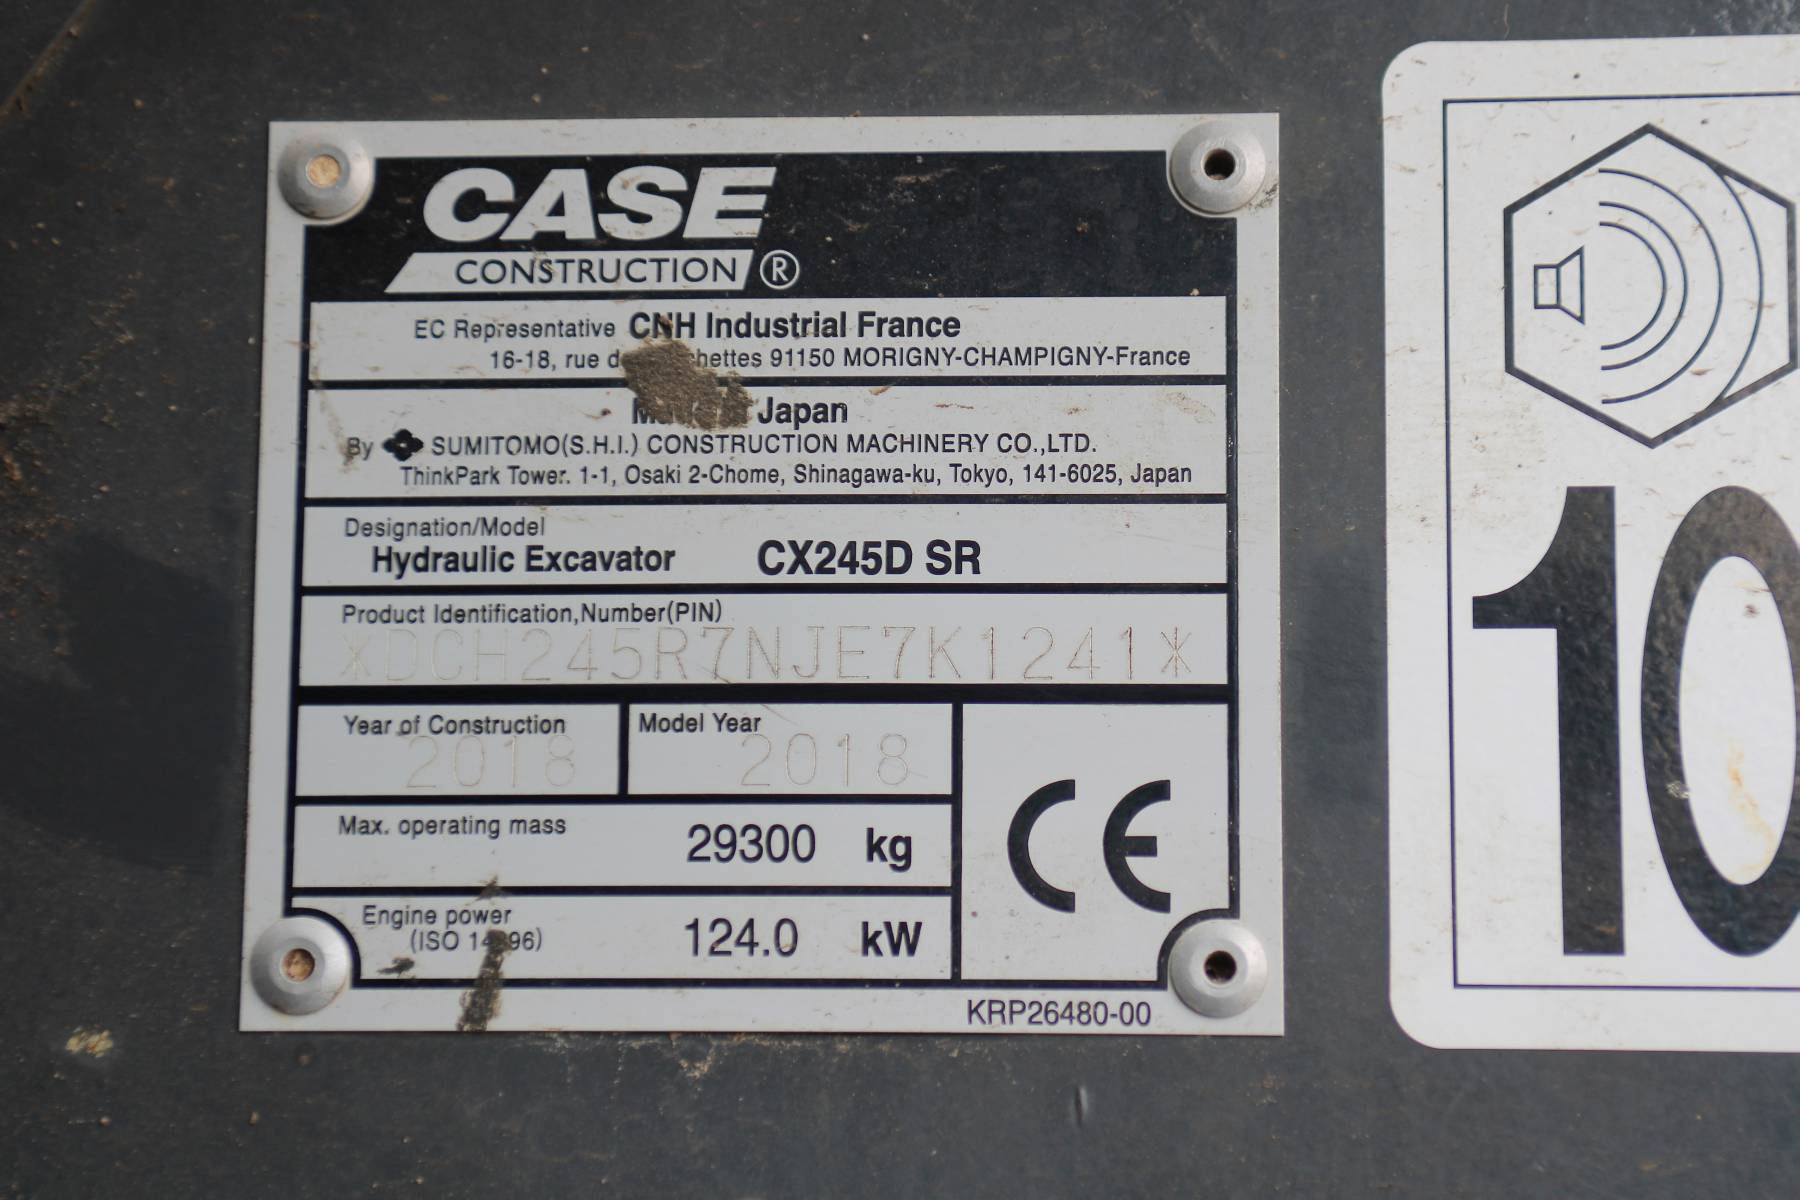 CASE
CONSTRUCTION ®
EC Representative CNH Industrial France
16-18, rue 91150 MORIGNY-CHAMPIGNY-France
Japan
By SUMITOMO(S.H.I.) CONSTRUCTION MACHINERY CO.,LTD.
ThinkPark Tower. 1-1, Osaki 2-Chome, Shinagawa-ku, Tokyo, 141-6025, Japan
Designation/Model
Hydraulic Excavator CX245D SR
Product Identification,Number(PIN)
*DCH245R7NJE7K1241*
Year of Construction
2018
Model Year
2018
Max. operating mass 29300 kg
Engine power
(ISO
124.0 kW
CE
KRP26480-00
10